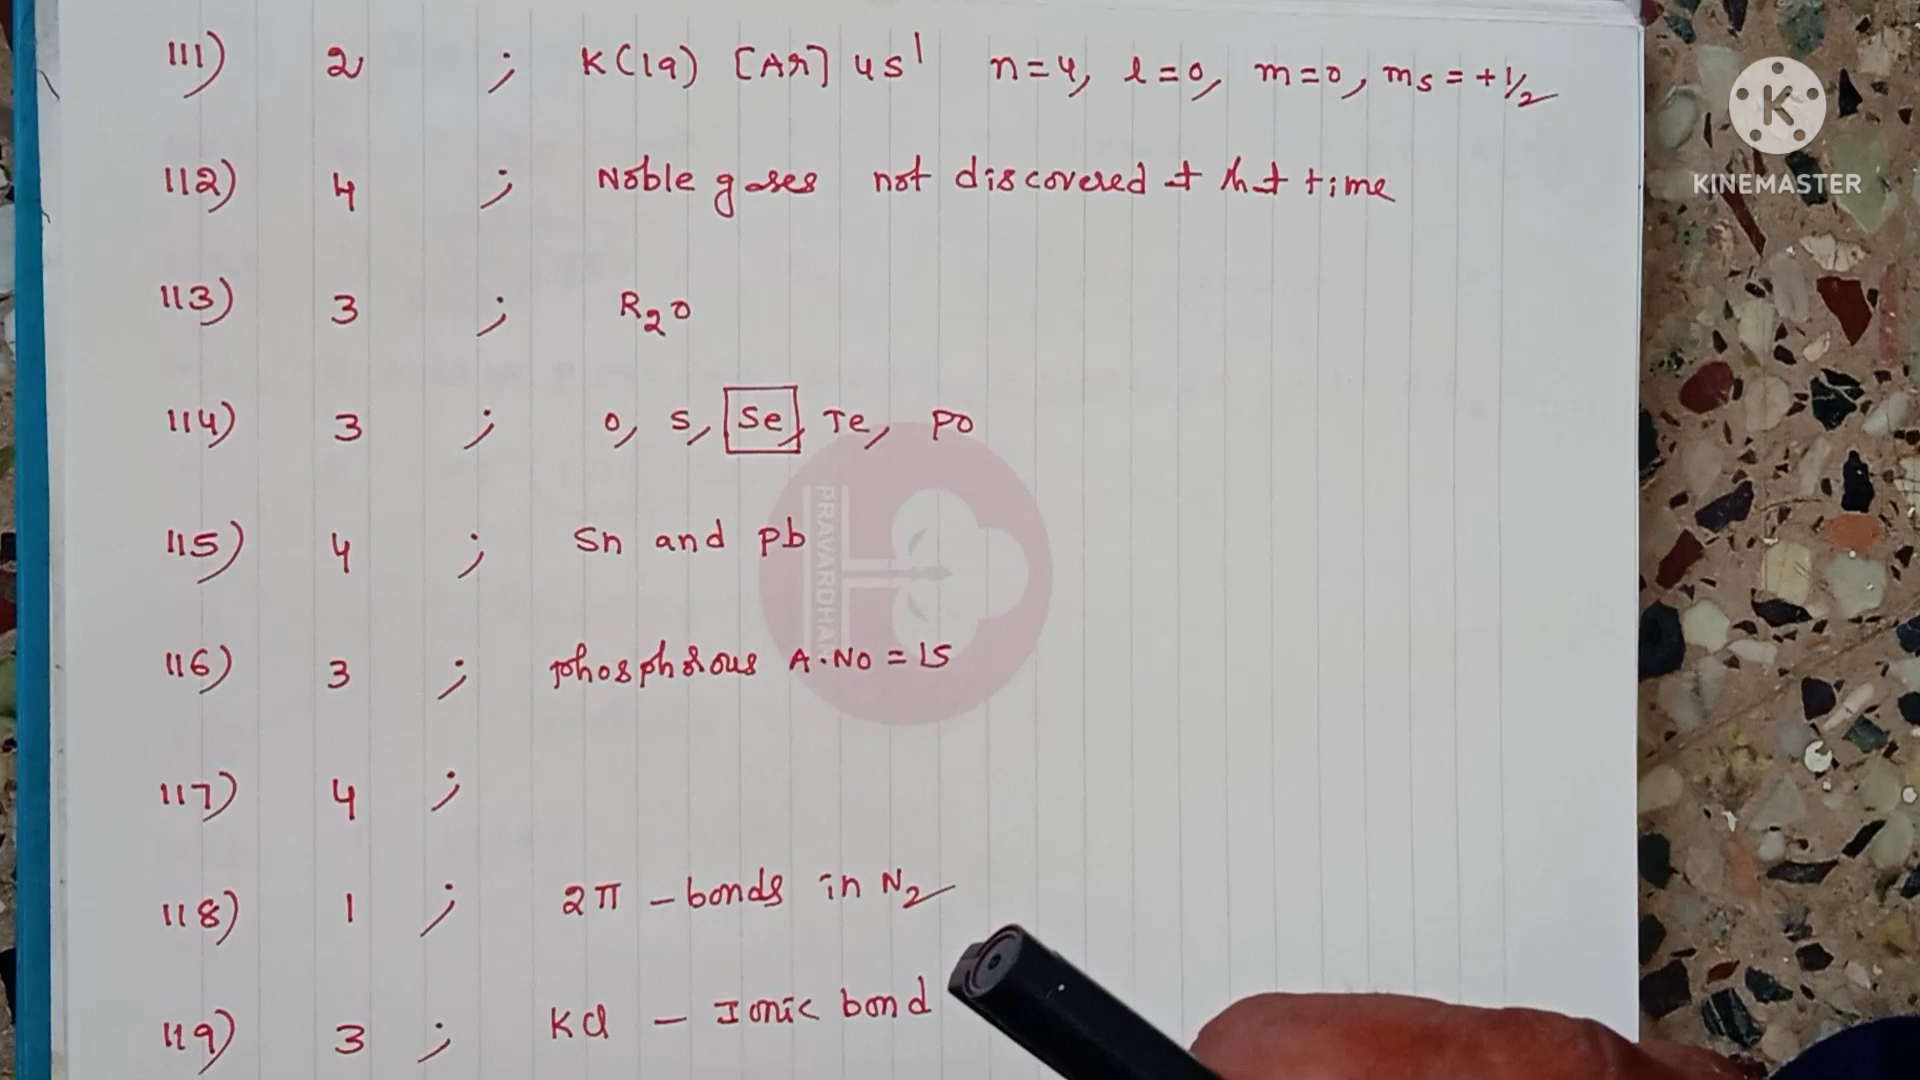 111) 2 ; K(19) [Ar] 4s¹ n=4, l=0, m=0, ms = +1/2
KINEMASTER
112) 4 ; Noble gases not discovered at that time
113) 3 ; R₂O
114) 3 ; O, S, Se, Te, Po
PRAVARDHAN
115) 4 ; Sn and Pb
116) 3 ; phosphrous A.No = 15
117) 4 ;
118) 1 ; 2π – bonds in N₂
119) 3 ; KCl – Ionic bond